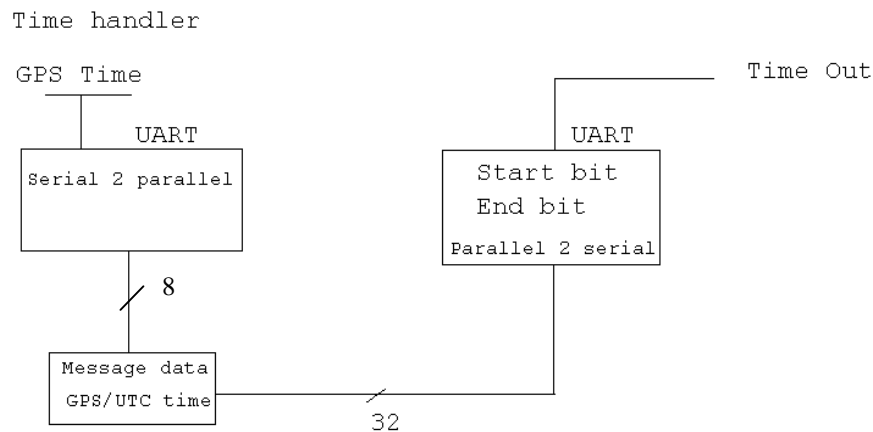 Time handler
GPS Time
Time Out
UART
UART
Serial 2 parallel
Start bit
End bit
Parallel 2 serial
8
Message data
GPS/UTC time
32